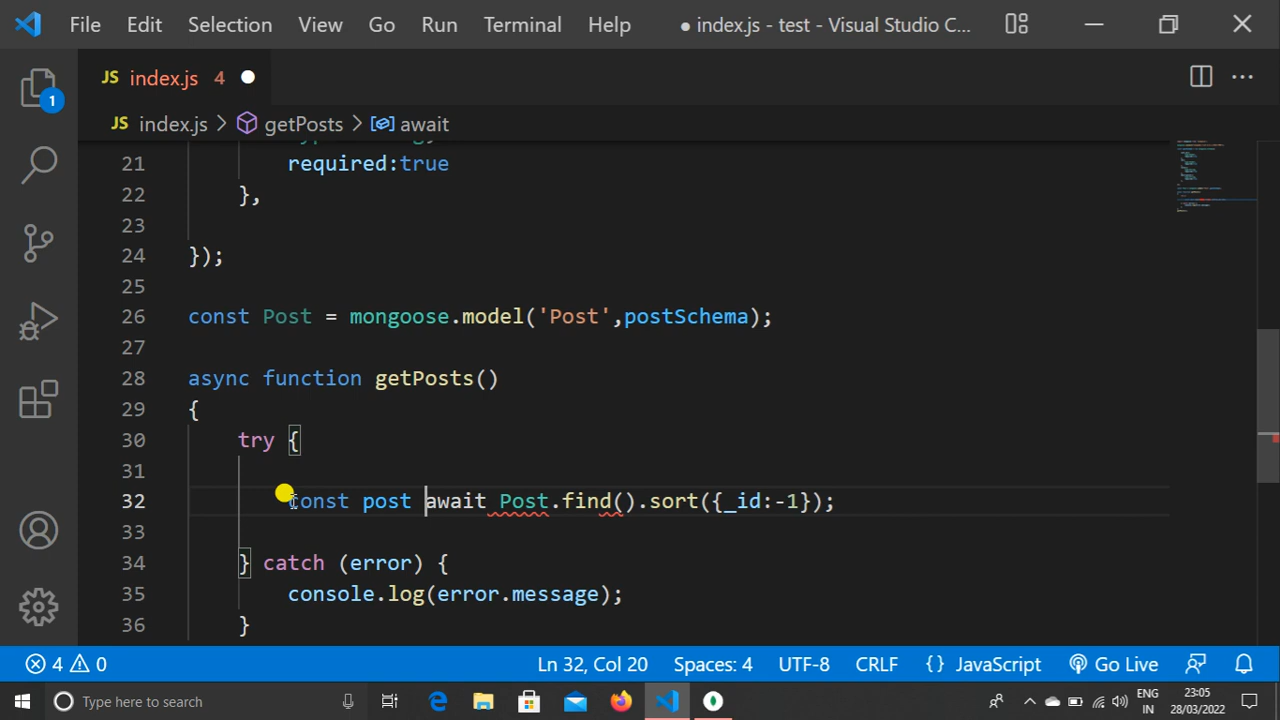 File Edit Selection View Go Run Terminal Help ● index.js - test - Visual Studio C...
JS index.js 4
JS index.js > getPosts > await
1
21 required:true
22 },
23
24 });
25
26 const Post = mongoose.model('Post',postSchema);
27
28 async function getPosts()
29 {
30 try {
31
32 const post await Post.find().sort({_id:-1});
33
34 } catch (error) {
35 console.log(error.message);
36 }
4 0 Ln 32, Col 20 Spaces: 4 UTF-8 CRLF {} JavaScript Go Live
Type here to search ENG IN 23:05 28/03/2022